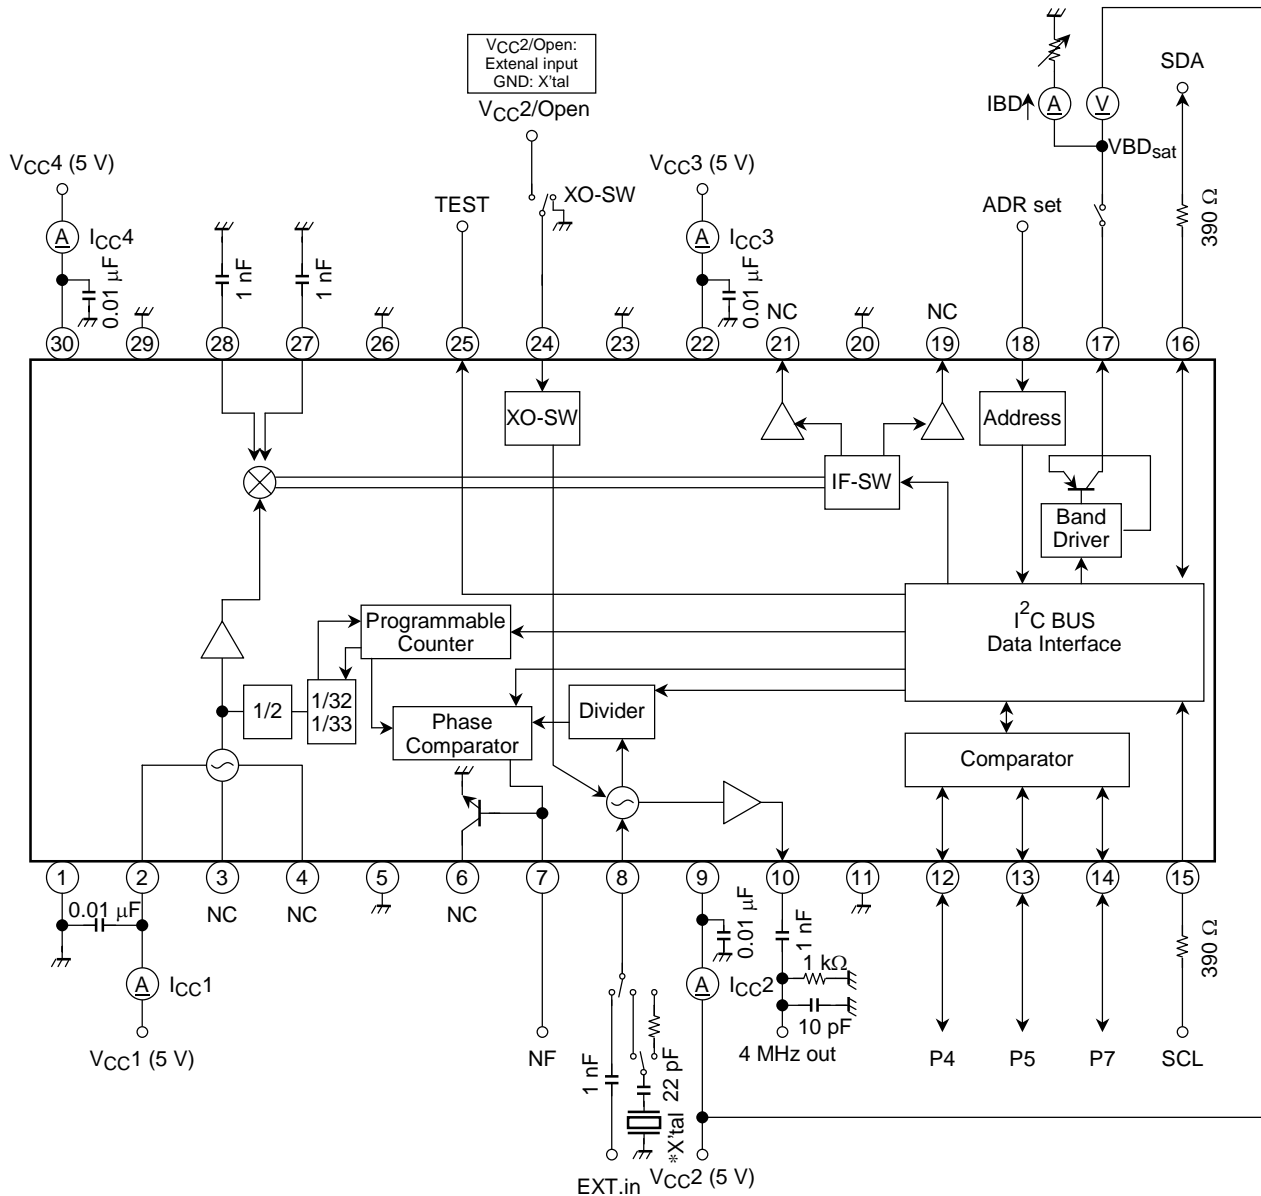 VCC2/Open:
Extenal input
GND: X'tal
VCC2/Open
SDA
IBD
A
V
VBDsat
VCC4 (5 V)
VCC3 (5 V)
XO-SW
TEST
ADR set
390 Ω
A
ICC4
A
ICC3
0.01 μF
1 nF
1 nF
0.01 μF
NC
NC
30
29
28
27
26
25
24
23
22
21
20
19
18
17
16
XO-SW
Address
IF-SW
Band
Driver
I2C BUS
Data Interface
Programmable
Counter
1/2
1/32
1/33
Phase
Comparator
Divider
Comparator
1
2
3
4
5
6
7
8
9
10
11
12
13
14
15
NC
NC
NC
0.01 μF
0.01 μF
1 nF
390 Ω
A
ICC1
A
ICC2
1 kΩ
10 pF
VCC1 (5 V)
NF
1 nF
22 pF
4 MHz out
P4
P5
P7
SCL
*X'tal
EXT.in
VCC2 (5 V)